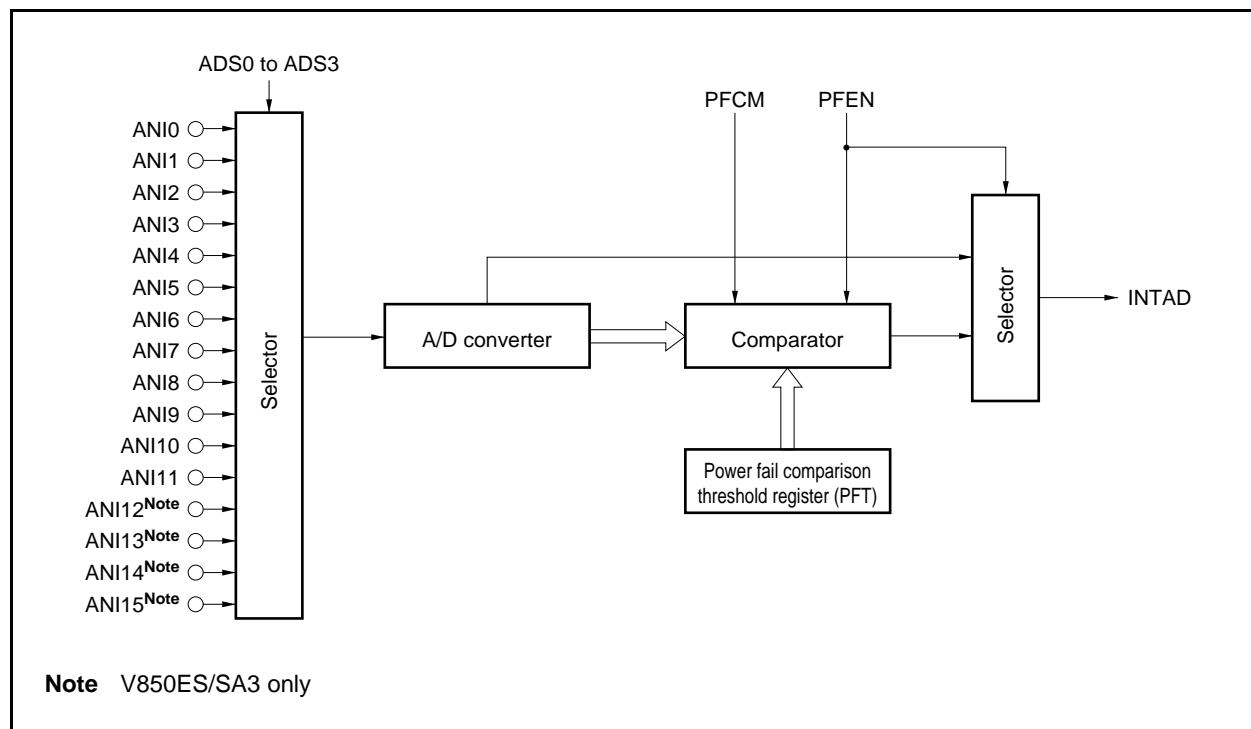 ADS0 to ADS3
PFCM
PFEN
ANI0
ANI1
ANI2
ANI3
ANI4
ANI5
ANI6
ANI7
ANI8
ANI9
ANI10
ANI11
ANI12Note
ANI13Note
ANI14Note
ANI15Note
Selector
A/D converter
Comparator
Selector
INTAD
Power fail comparison
threshold register (PFT)
Note V850ES/SA3 only